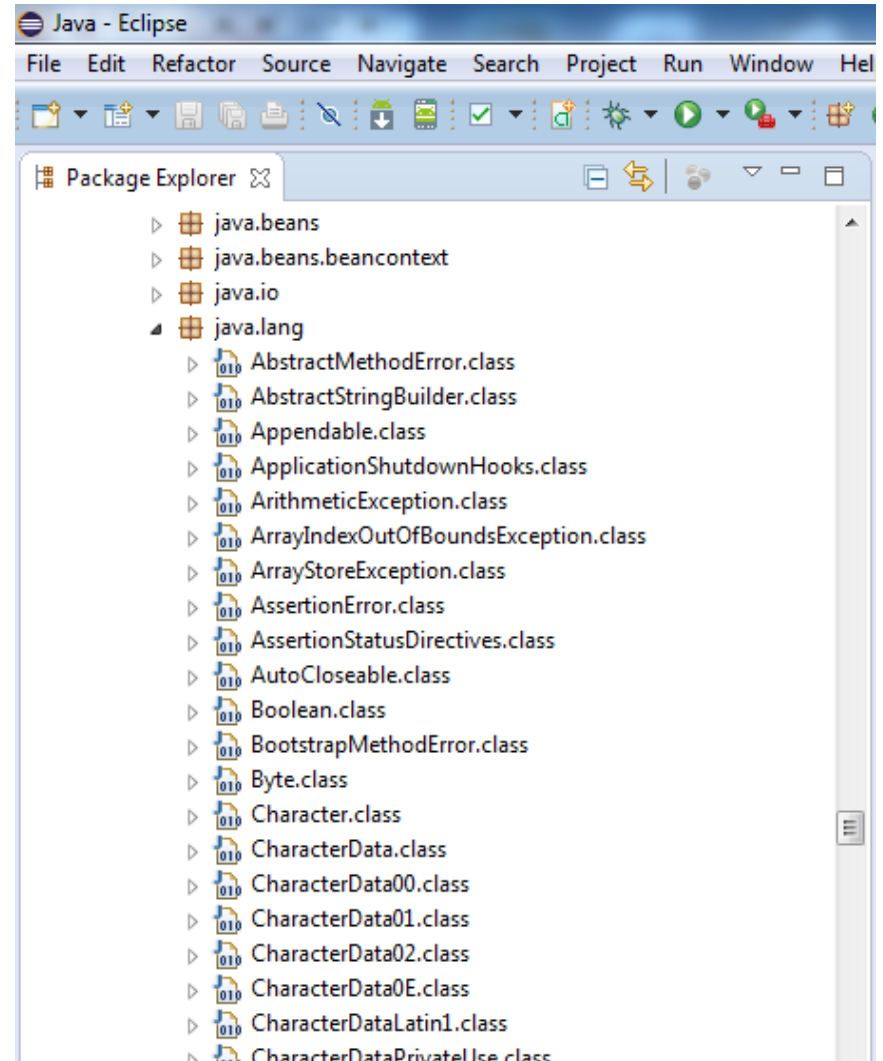 Java - Eclipse
File Edit Refactor Source Navigate Search Project Run Window Hel
Package Explorer
java.beans
java.beans.beancontext
java.io
java.lang
AbstractMethodError.class
AbstractStringBuilder.class
Appendable.class
ApplicationShutdownHooks.class
ArithmeticException.class
ArrayIndexOutOfBoundsException.class
ArrayStoreException.class
AssertionError.class
AssertionStatusDirectives.class
AutoCloseable.class
Boolean.class
BootstrapMethodError.class
Byte.class
Character.class
CharacterData.class
CharacterData00.class
CharacterData01.class
CharacterData02.class
CharacterData0E.class
CharacterDataLatin1.class
CharacterDataPrivateUse.class